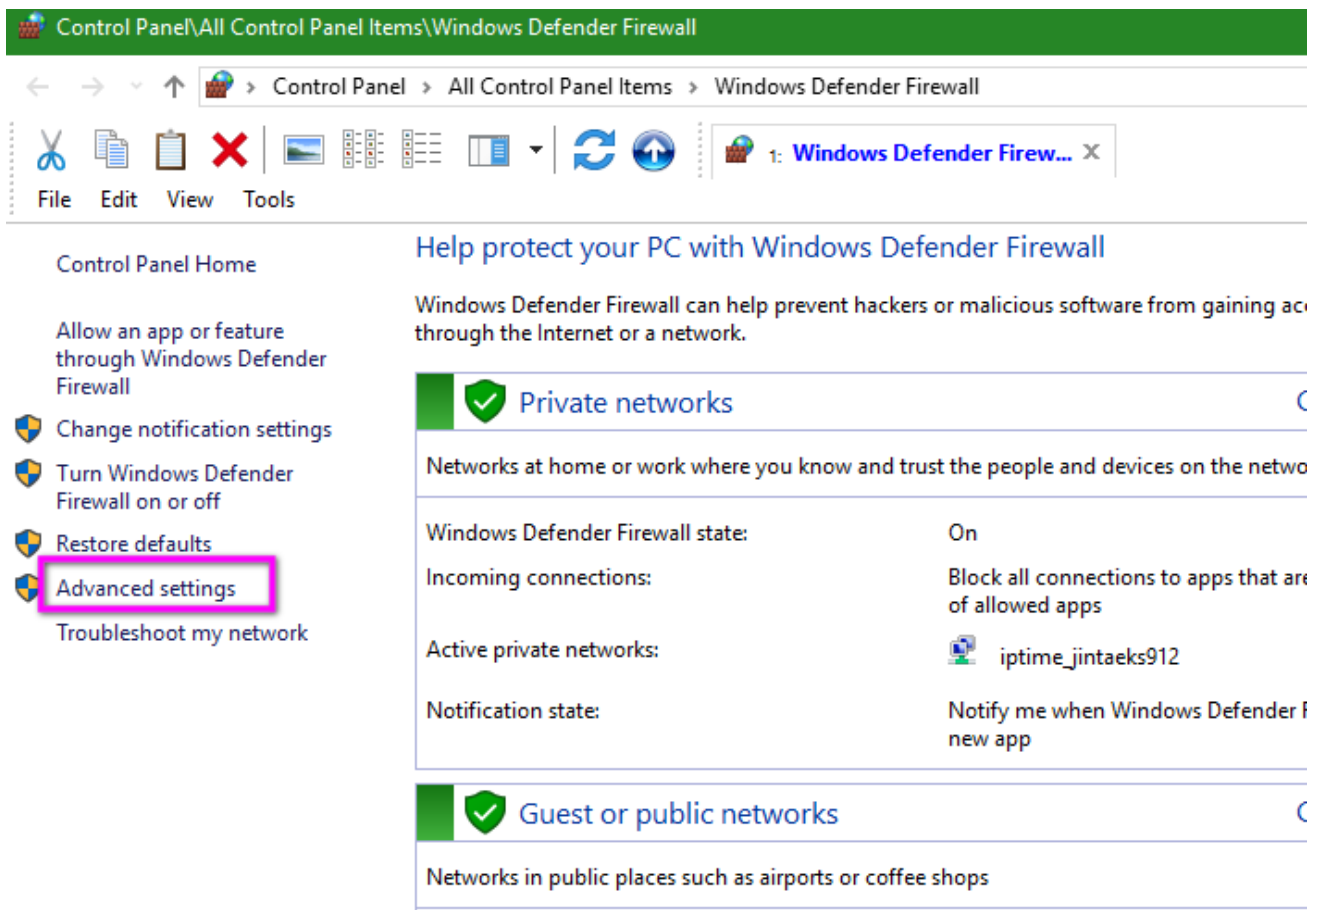 Control Panel\All Control Panel Items\Windows Defender Firewall
Control Panel > All Control Panel Items > Windows Defender Firewall
1: Windows Defender Firew... X
File Edit View Tools
Control Panel Home
Allow an app or feature
through Windows Defender
Firewall
Change notification settings
Turn Windows Defender
Firewall on or off
Restore defaults
Advanced settings
Troubleshoot my network
Help protect your PC with Windows Defender Firewall
Windows Defender Firewall can help prevent hackers or malicious software from gaining
through the Internet or a network.
Private networks
Networks at home or work where you know and trust the people and devices on the
Windows Defender Firewall state: On
Incoming connections: Block all connections to apps that
of allowed apps
Active private networks: iptime_jintaeks912
Notification state: Notify me when Windows Defender
new app
Guest or public networks
Networks in public places such as airports or coffee shops